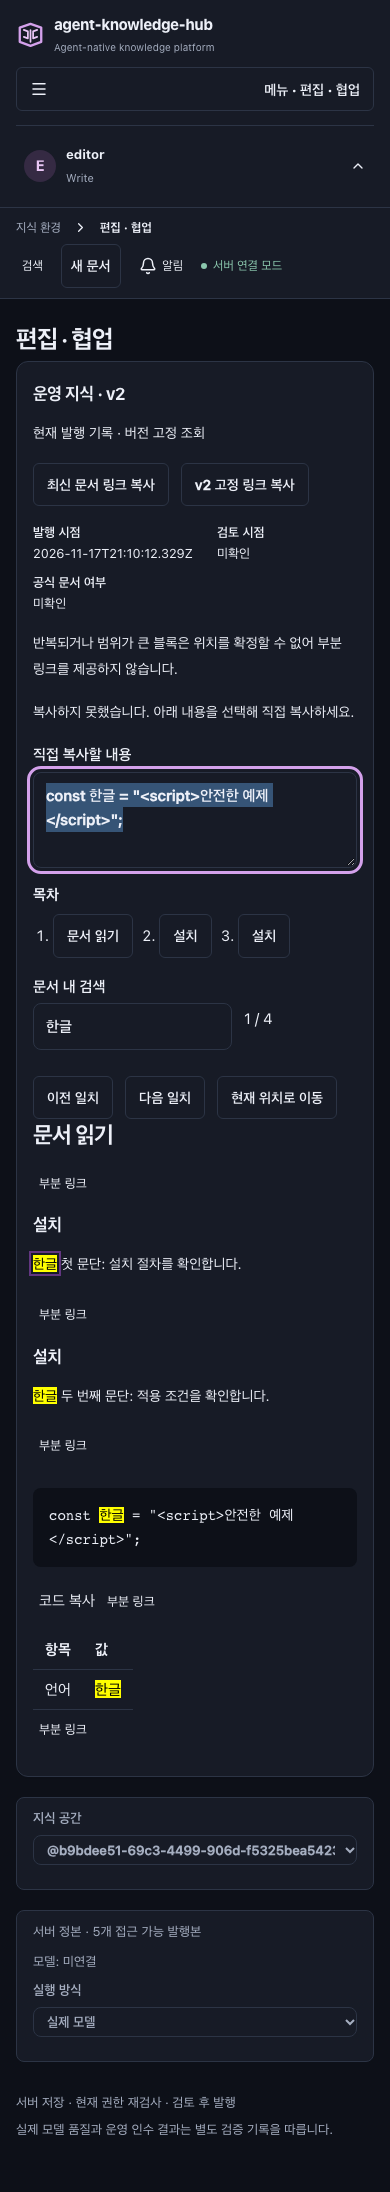 agent-knowledge-hub
Agent-native knowledge platform
메뉴 · 편집 · 협업
E
editor
Write
지식 환경
편집 · 협업
검색
새 문서
알림
서버 연결 모드
편집 · 협업
운영 지식 · v2
현재 발행 기록 · 버전 고정 조회
최신 문서 링크 복사
v2 고정 링크 복사
발행 시점
2026-11-17T21:10:12.329Z
검토 시점
미확인
공식 문서 여부
미확인
반복되거나 범위가 큰 블록은 위치를 확정할 수 없어 부분
링크를 제공하지 않습니다.
복사하지 못했습니다. 아래 내용을 선택해 직접 복사하세요.
직접 복사할 내용
const 한글 = "<script>안전한 예제
</script>";
목차
1. 문서 읽기
2. 설치
3. 설치
문서 내 검색
한글
1 / 4
이전 일치
다음 일치
현재 위치로 이동
문서 읽기
부분 링크
설치
한글 첫 문단: 설치 절차를 확인합니다.
부분 링크
설치
한글 두 번째 문단: 적용 조건을 확인합니다.
부분 링크
const 한글 = "<script>안전한 예제
</script>";
코드 복사
부분 링크
항목 값
언어 한글
부분 링크
지식 공간
@b9bdee51-69c3-4499-906d-f5325bea542
서버 정본 · 5개 접근 가능 발행본
모델: 미연결
실행 방식
실제 모델
서버 저장 · 현재 권한 재검사 · 검토 후 발행
실제 모델 품질과 운영 인수 결과는 별도 검증 기록을 따릅니다.